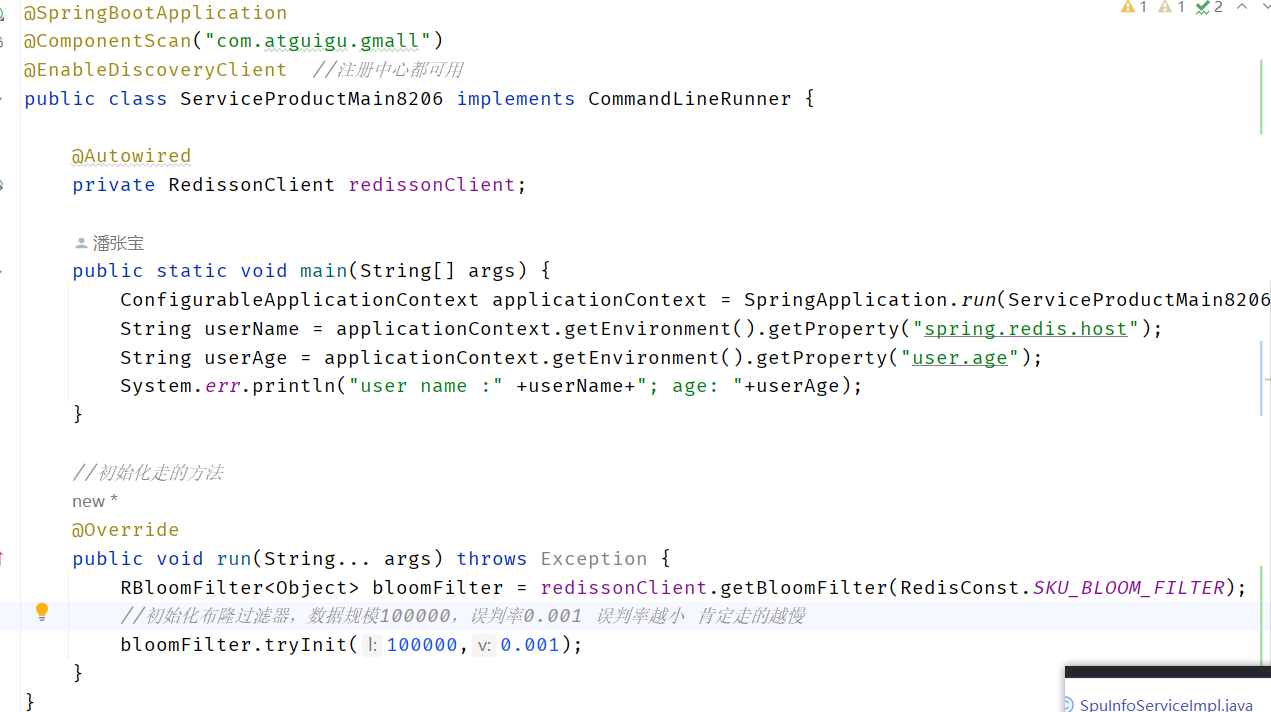 1 1 2
@SpringBootApplication
@ComponentScan("com.atguigu.gmall")
@EnableDiscoveryClient //注册中心都可用
public class ServiceProductMain8206 implements CommandLineRunner {
@Autowired
private RedissonClient redissonClient;
潘张宝
public static void main(String[] args) {
ConfigurableApplicationContext applicationContext = SpringApplication.run(ServiceProductMain8206
String userName = applicationContext.getEnvironment().getProperty("spring.redis.host");
String userAge = applicationContext.getEnvironment().getProperty("user.age");
System.err.println("user name :" +userName+"; age: "+userAge);
}
//初始化走的方法
new *
@Override
public void run(String... args) throws Exception {
RBloomFilter<Object> bloomFilter = redissonClient.getBloomFilter(RedisConst.SKU_BLOOM_FILTER);
//初始化布隆过滤器，数据规模100000，误判率0.001 误判率越小 肯定走的越慢
bloomFilter.tryInit( l: 100000, v: 0.001);
}
}
SpuInfoServiceImpl.java